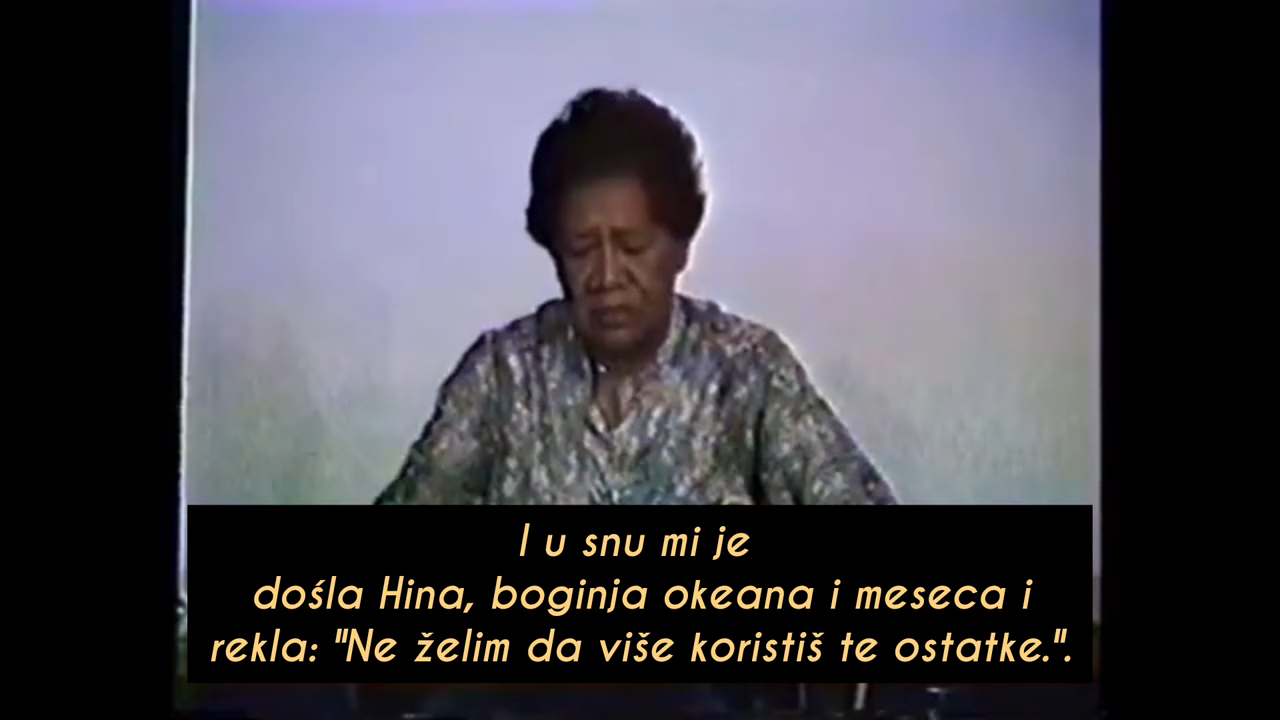 I u snu mi je
dośla Hina, boginja okeana i meseca i
rekla: "Ne želim da više koristiš te ostatke.".